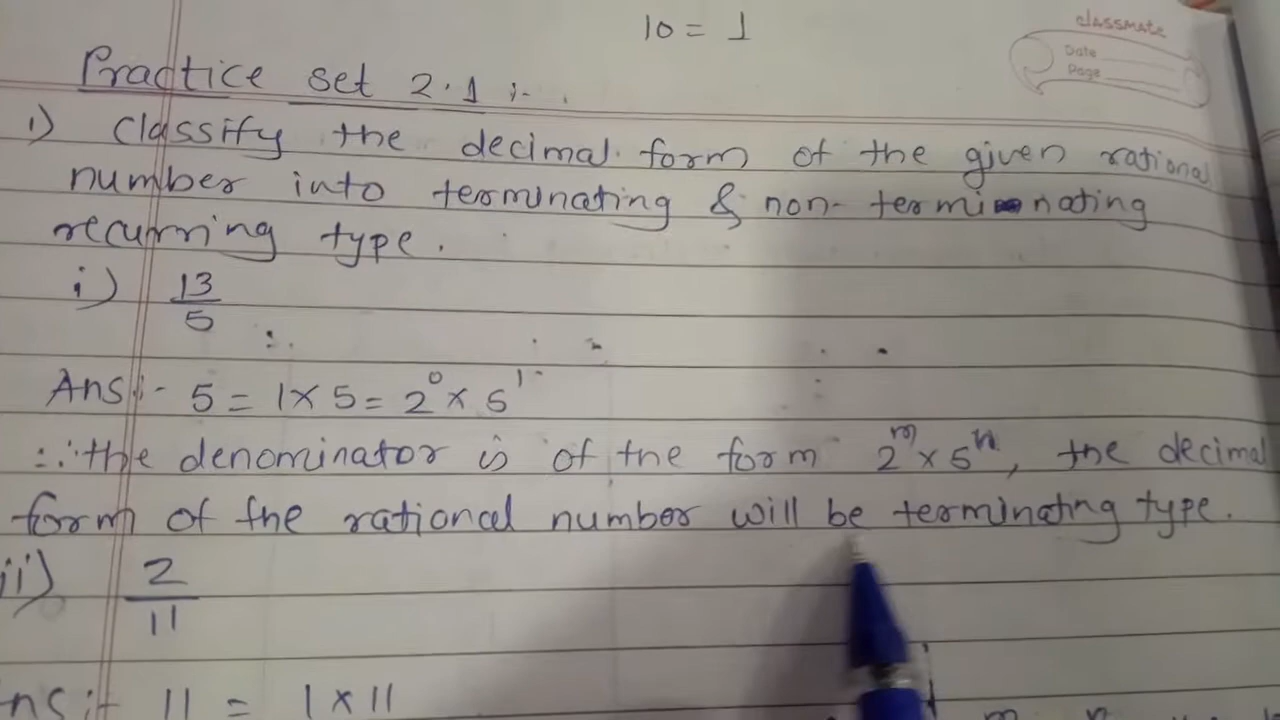 10 = 1
classmate
Date
Page
Practice set 2.1 :-
1) Classify the decimal form of the given rational
number into terminating & non-terminating
recurring type.
i) 13/5
Ans:- 5 = 1 × 5 = 2⁰ × 5¹
∴ the denominator is of the form 2ᵐ × 5ⁿ, the decimal
form of the rational number will be terminating type.
ii) 2/11
ns:- 11 = 1 × 11